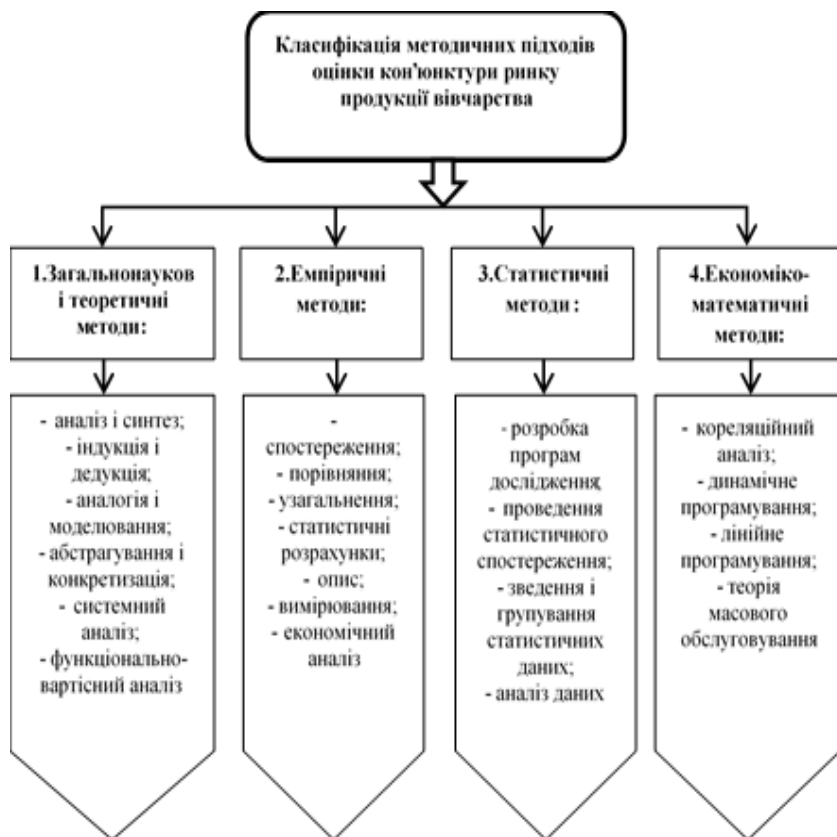 Класифікація методичних підходів
оцінки кон'юнктури ринку
продукції вівчарства
1.Загальнонауков
і теоретичні
методи:
2.Емпіричні
методи:
3.Статистичні
методи :
4.Економіко-
математичні
методи:
- аналіз і синтез;
- індукція і
дедукція;
- аналогія і
моделювання;
- абстрагування і
конкретизація;
- системний
аналіз;
- функціонально-
вартісний аналіз
-
спостереження;
- порівняння;
- узагальнення;
- статистичні
розрахунки;
- опис;
- вимірювання;
- економічний
аналіз
- розробка
програм
дослідження;
- проведення
статистичного
спостереження;
- зведення і
групування
статистичних
даних;
- аналіз даних
- кореляційний
аналіз;
- динамічне
програмування;
- лінійне
програмування;
- теорія
масового
обслуговування